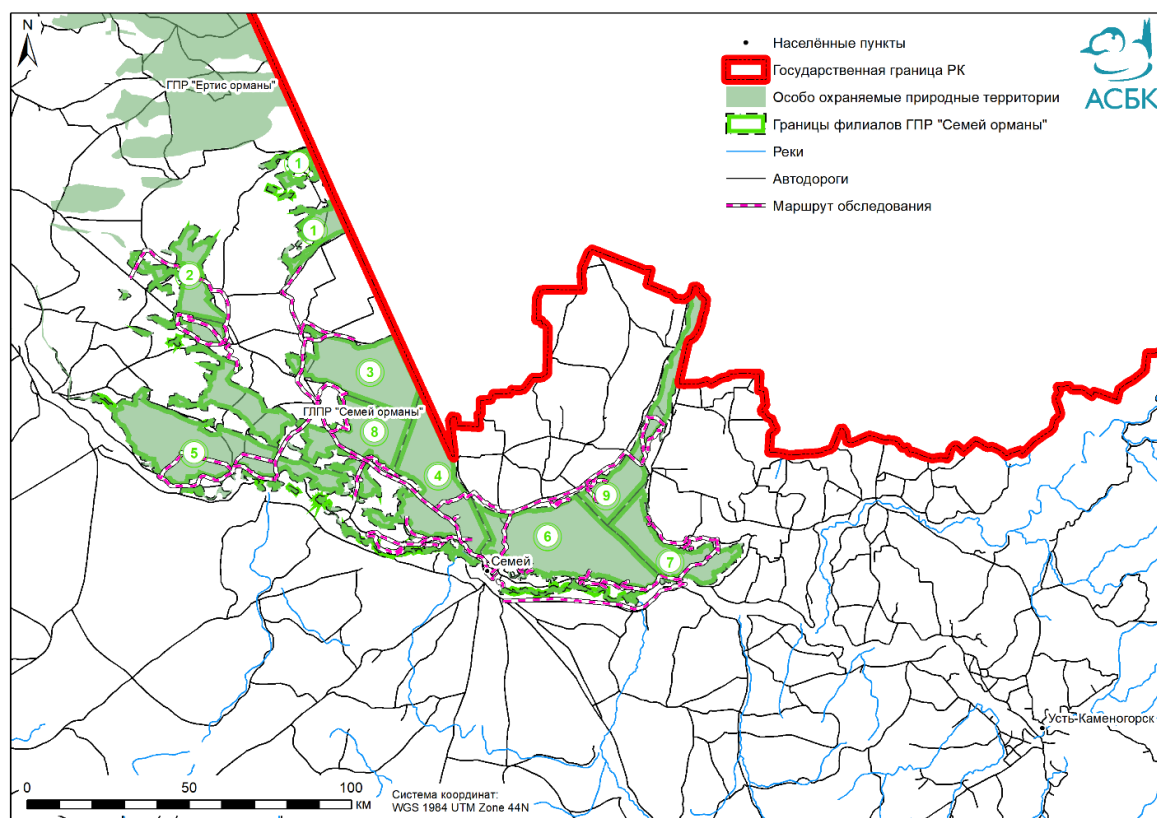 N
Населённые пункты
Государственная граница РК
Особо охраняемые природные территории
Границы филиалов ГПР "Семей орманы"
Реки
Автодороги
Маршрут обследования
АСБК
ГПР "Ертис орманы"
1
1
2
3
ГЛПР "Семей орманы"
8
5
4
9
6
7
Семей
Усть-Каменогорск
0
50
100
КМ
Система координат:
WGS 1984 UTM Zone 44N